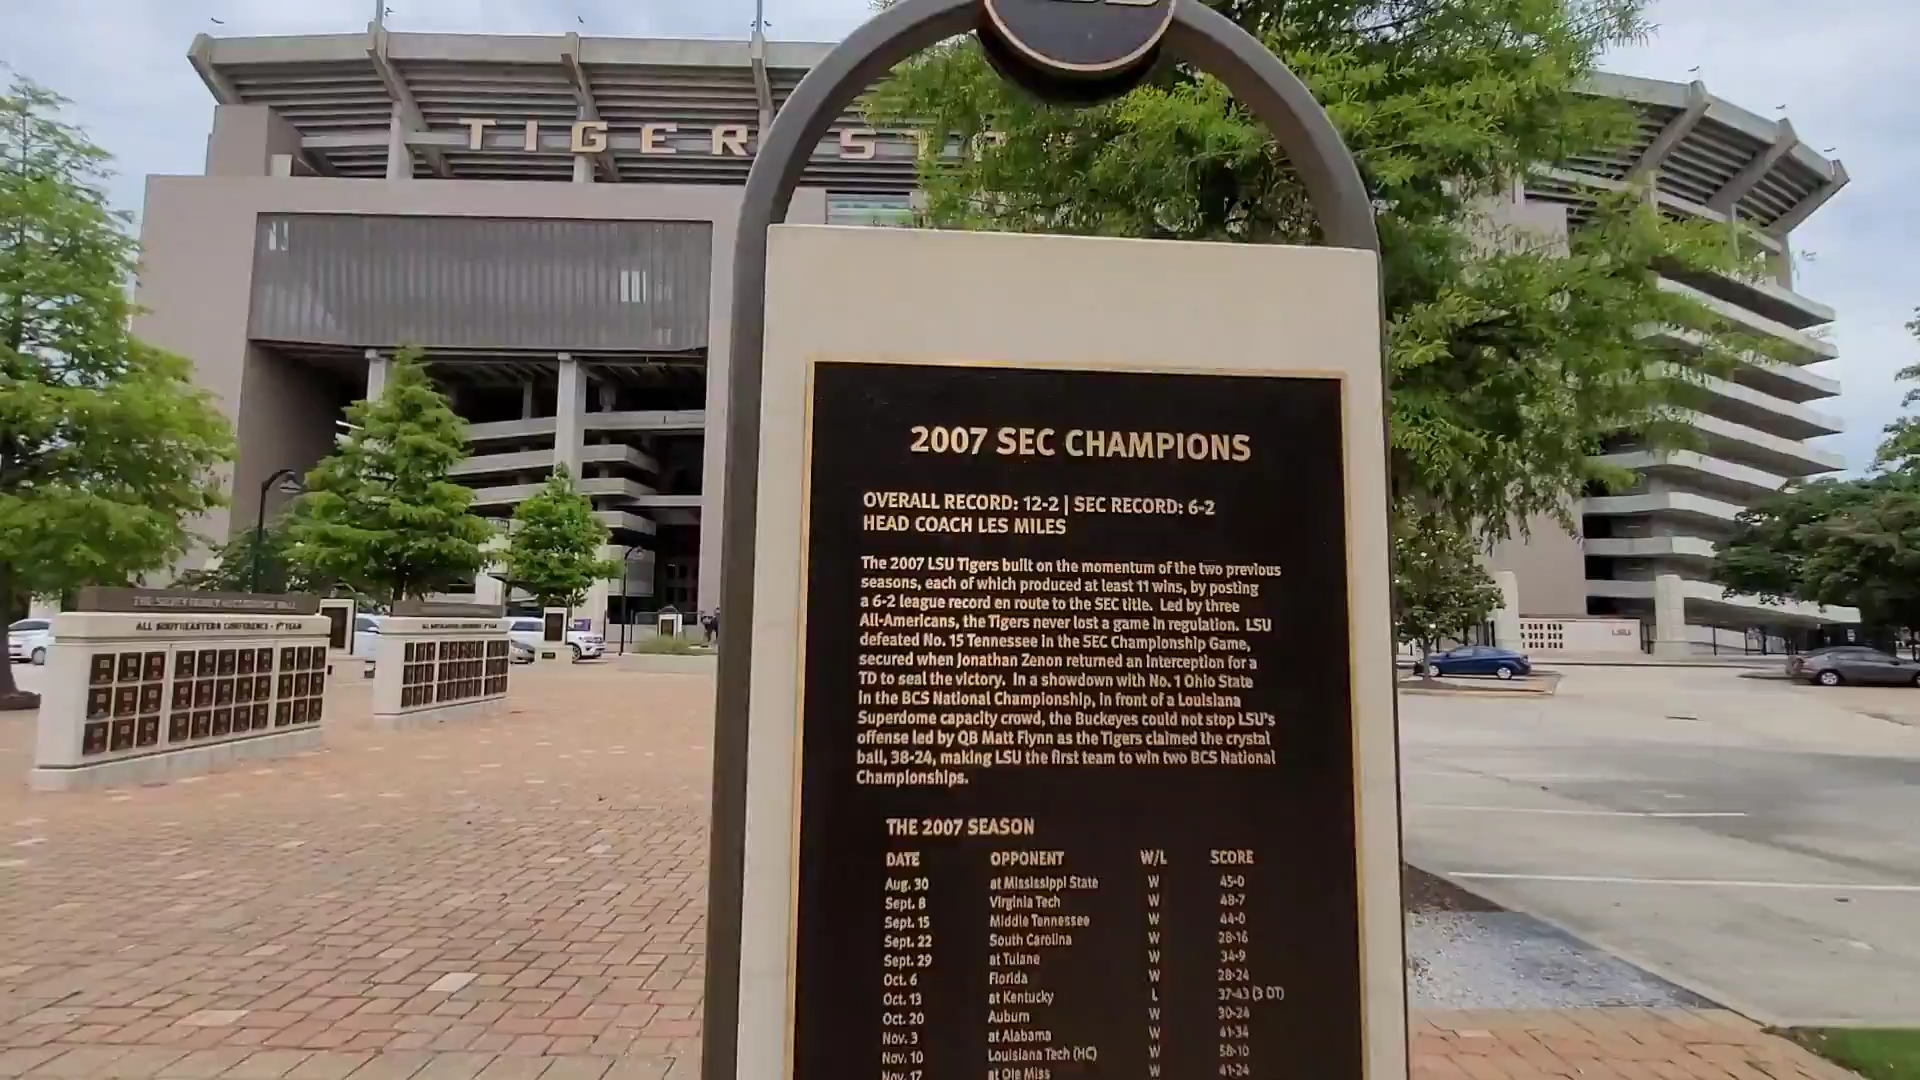 TIGER ST
2007 SEC CHAMPIONS
OVERALL RECORD: 12-2 | SEC RECORD: 6-2
HEAD COACH LES MILES
The 2007 LSU Tigers built on the momentum of the two previous
seasons, each of which produced at least 11 wins, by posting
a 6-2 league record en route to the SEC title. Led by three
All-Americans, the Tigers never lost a game in regulation. LSU
defeated No. 15 Tennessee in the SEC Championship Game,
secured when Jonathan Zenon returned an interception for a
TD to seal the victory. In a showdown with No. 1 Ohio State
in the BCS National Championship, in front of a Louisiana
Superdome capacity crowd, the Buckeyes could not stop LSU's
offense led by QB Matt Flynn as the Tigers claimed the crystal
ball, 38-24, making LSU the first team to win two BCS National
Championships.
THE 2007 SEASON
DATE OPPONENT W/L SCORE
Aug. 30 at Mississippi State W 45-0
Sept. 8 Virginia Tech W 48-7
Sept. 15 Middle Tennessee W 44-0
Sept. 22 South Carolina W 28-16
Sept. 29 at Tulane W 34-9
Oct. 6 Florida W 28-24
Oct. 13 at Kentucky L 37-43 (3 OT)
Oct. 20 Auburn W 30-24
Nov. 3 at Alabama W 41-34
Nov. 10 Louisiana Tech (HC) W 58-10
Nov. 17 at Ole Miss W 41-24
ALL SOUTHEASTERN CONFERENCE - 1ST TEAM
LSU